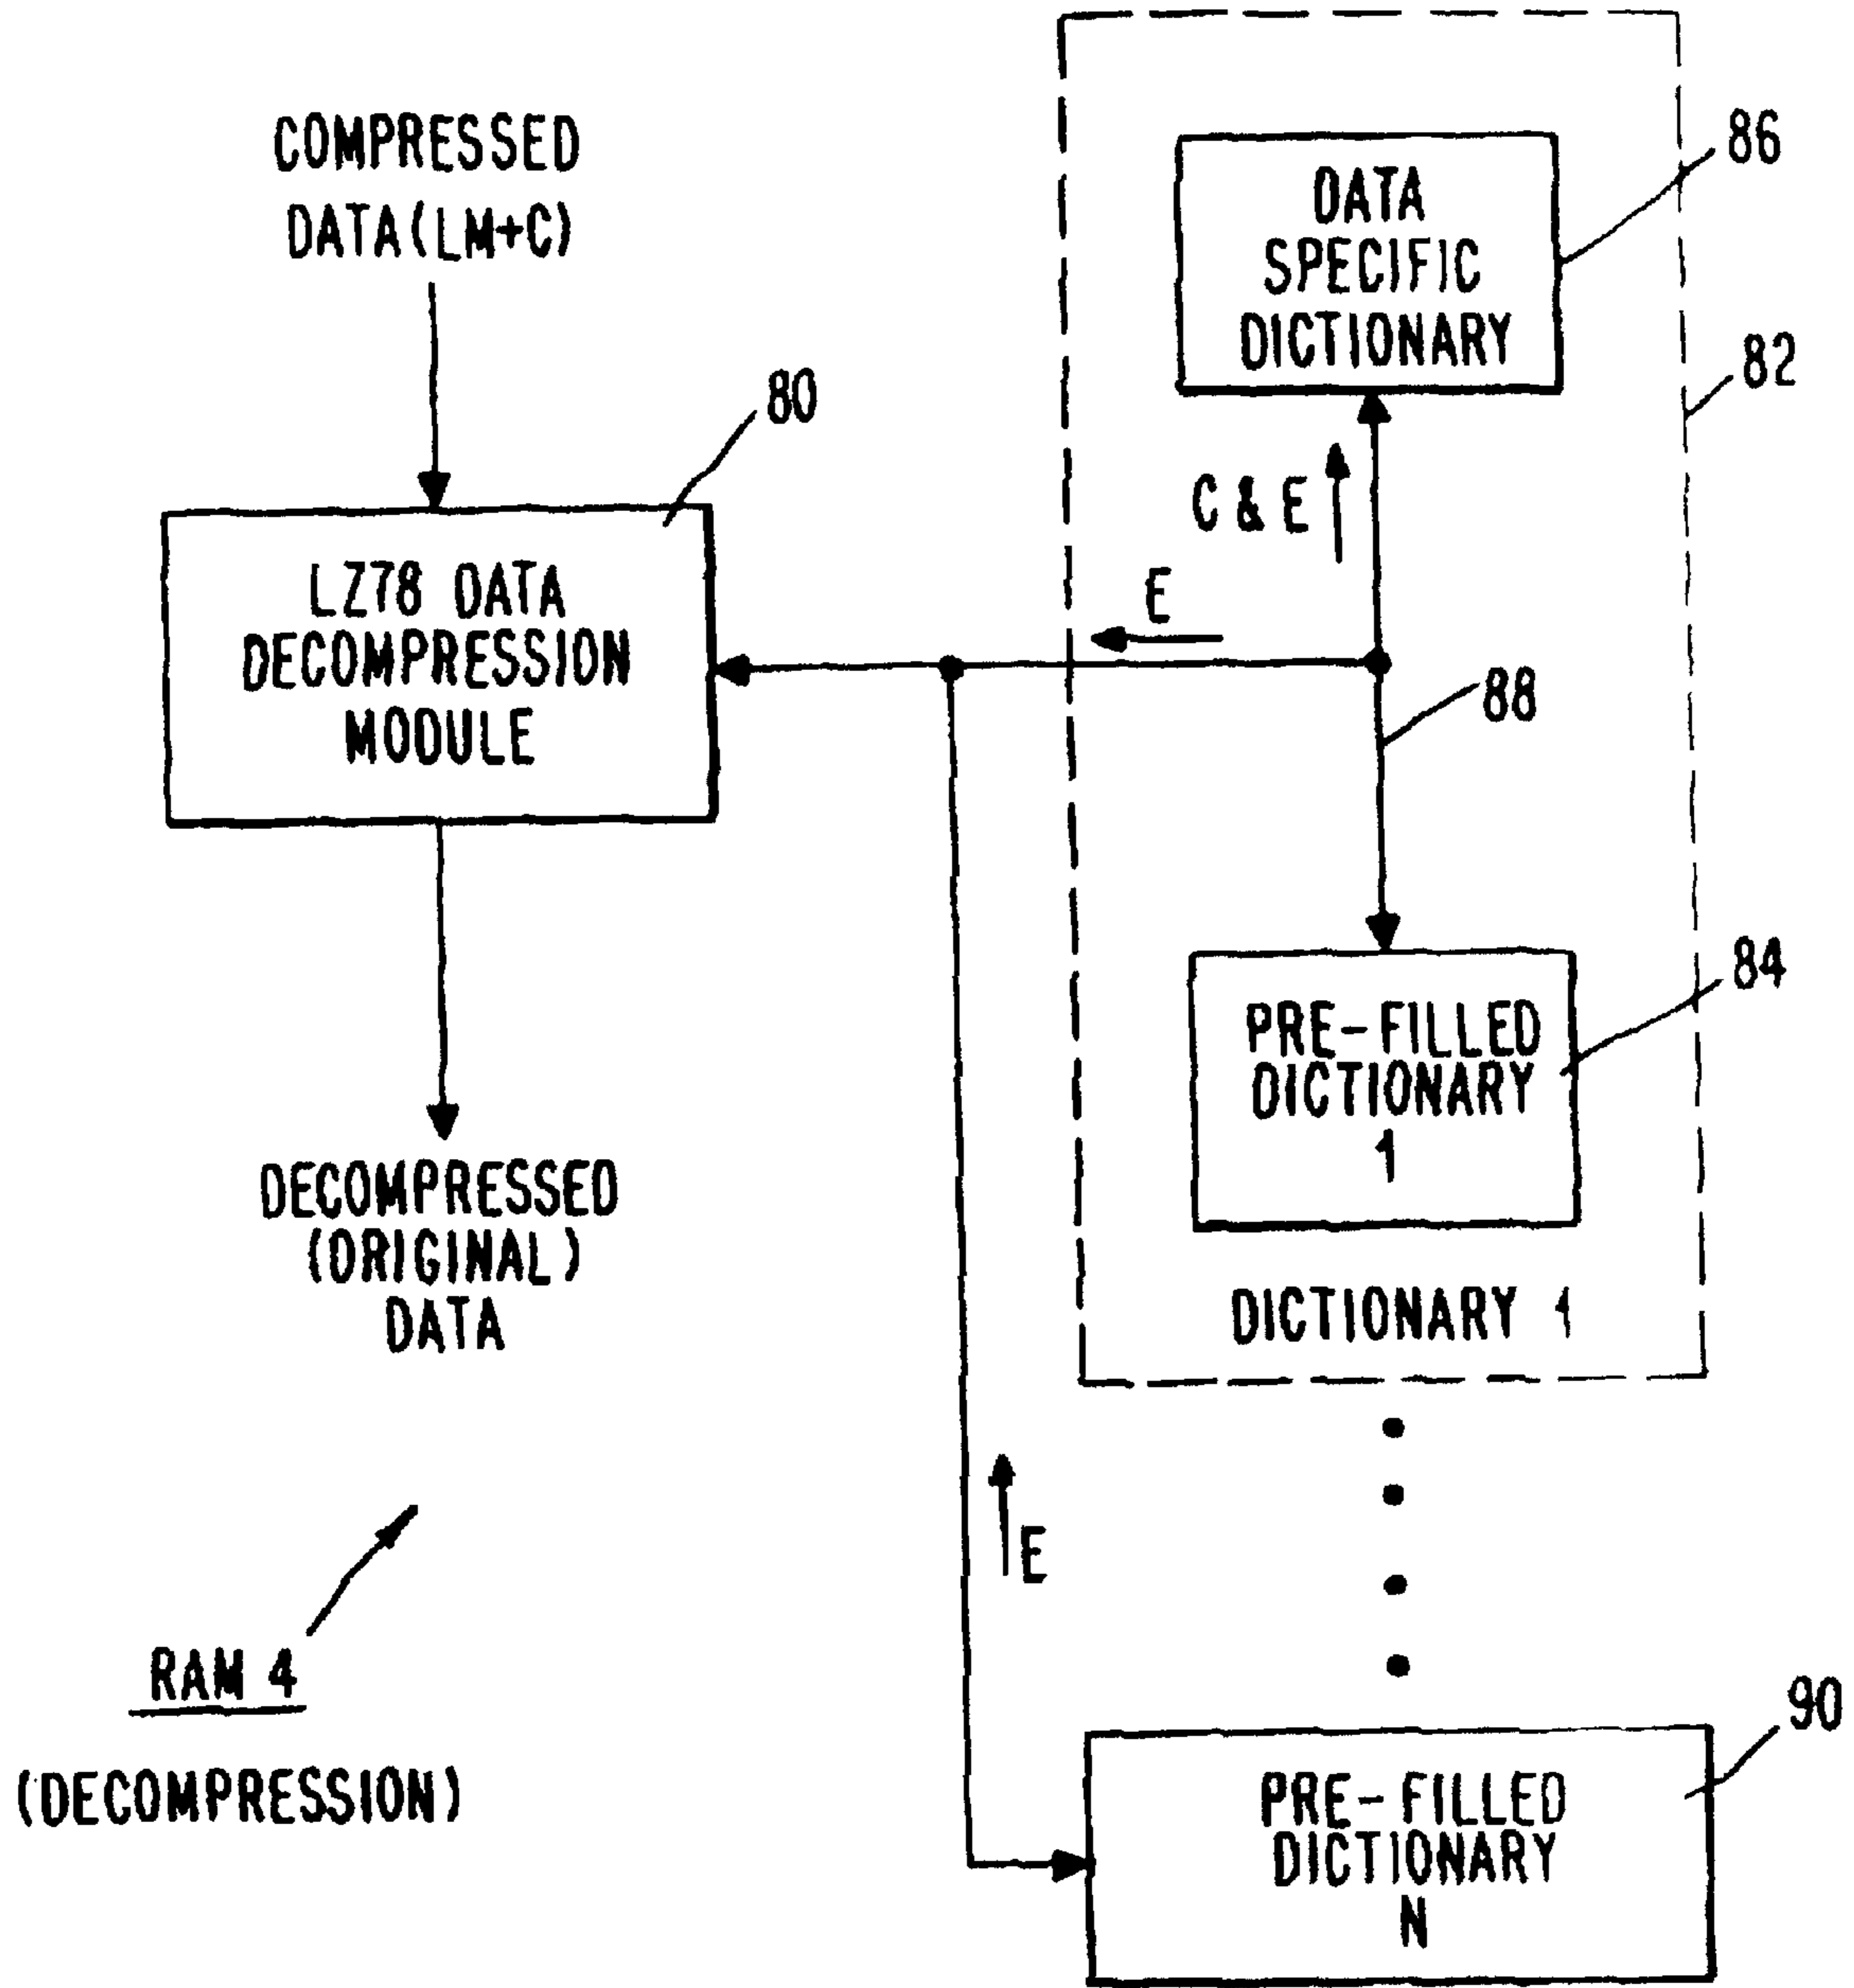 COMPRESSED
DATA(LM+C)
80
LZ78 DATA
DECOMPRESSION
MODULE
DECOMPRESSED
(ORIGINAL)
DATA
RAM 4
(DECOMPRESSION)
DATA
SPECIFIC
DICTIONARY
86
82
C & E
E
88
84
PRE-FILLED
DICTIONARY
1
DICTIONARY 1
E
90
PRE-FILLED
DICTIONARY
N